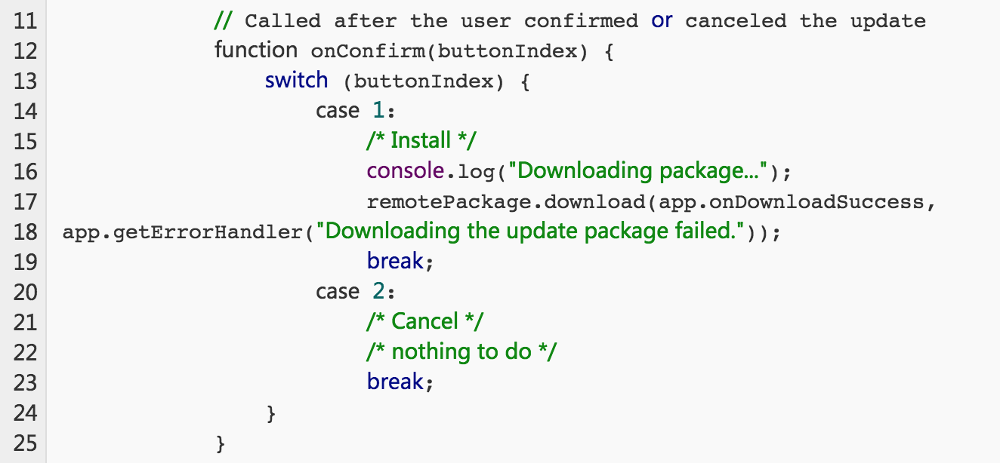 11 // Called after the user confirmed or canceled the update
12 function onConfirm(buttonIndex) {
13 switch (buttonIndex) {
14 case 1:
15 /* Install */
16 console.log("Downloading package...");
17 remotePackage.download(app.onDownloadSuccess,
18 app.getErrorHandler("Downloading the update package failed."));
19 break;
20 case 2:
21 /* Cancel */
22 /* nothing to do */
23 break;
24 }
25 }